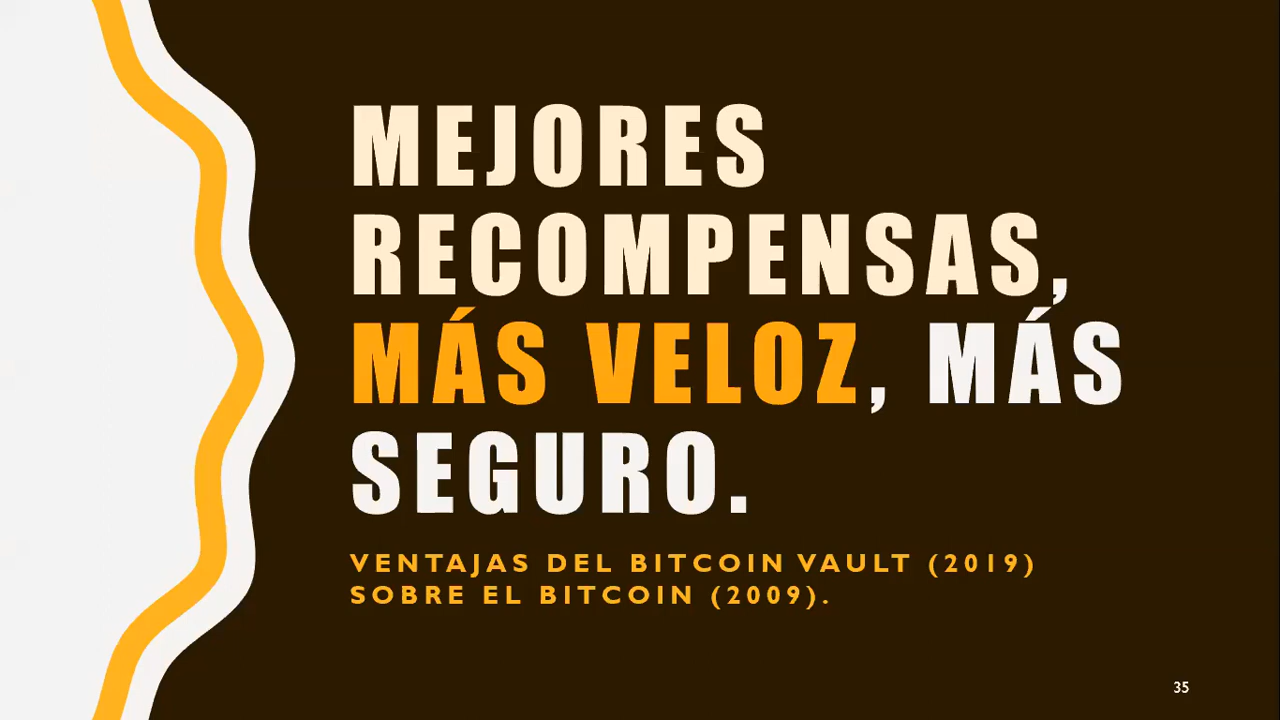 MEJORES
RECOMPENSAS,
MÁS VELOZ, MÁS
SEGURO.
VENTAJAS DEL BITCOIN VAULT (2019)
SOBRE EL BITCOIN (2009).
35